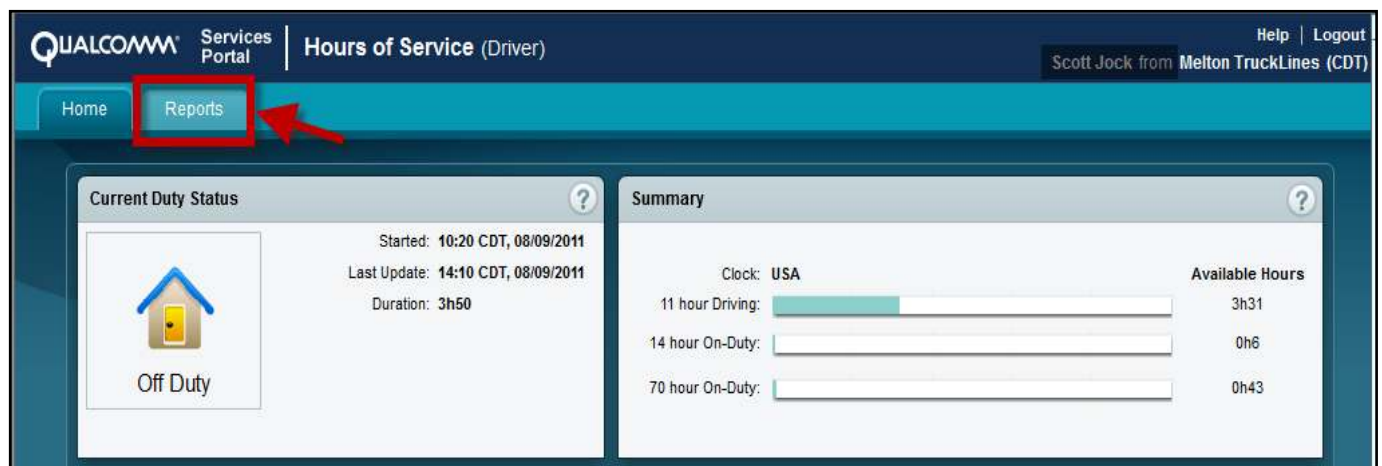 QUALCOMM® Services Portal Hours of Service (Driver)
Help | Logout
Scott Jock from Melton TruckLines (CDT)
Home Reports
Current Duty Status ?
Started: 10:20 CDT, 08/09/2011
Last Update: 14:10 CDT, 08/09/2011
Duration: 3h50
Off Duty
Summary ?
Clock: USA Available Hours
11 hour Driving: 3h31
14 hour On-Duty: 0h6
70 hour On-Duty: 0h43